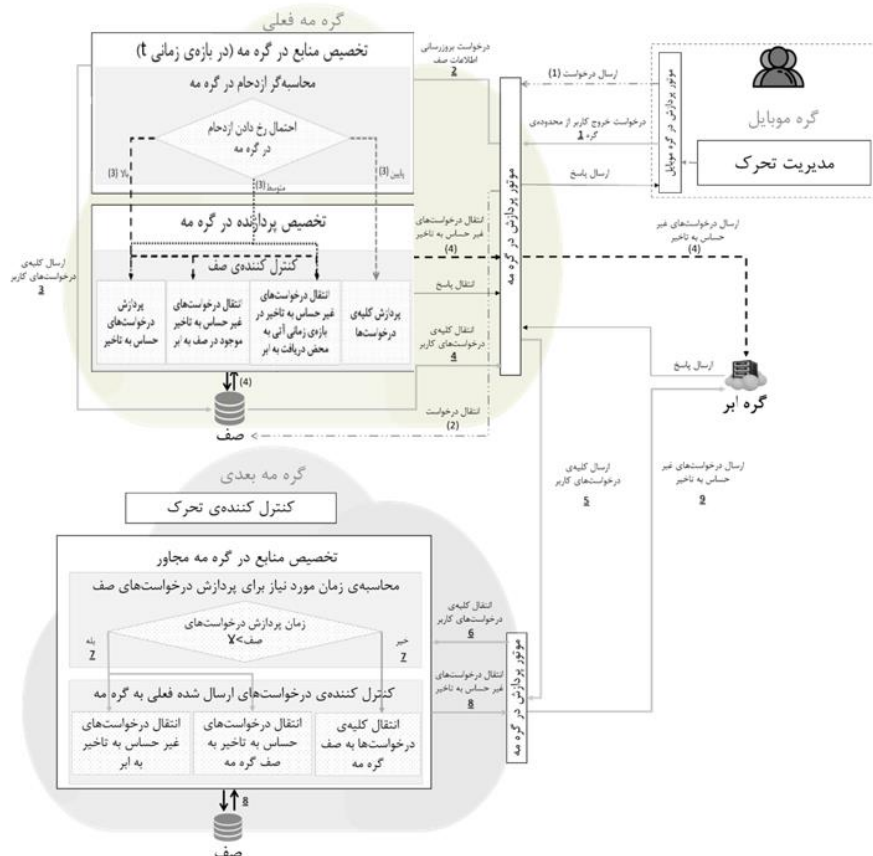 گره مه فعلی
تخصیص منابع در گره مه (در بازه‌ی زمانی t)
محاسبه‌گر ازدحام در گره مه
احتمال رخ دادن ازدحام
در گره مه
بالا (3)
متوسط (3)
پایین (3)
تخصیص پردازنده در گره مه
کنترل کننده‌ی صف
پردازش کلیه‌ی
درخواست‌ها
انتقال درخواست‌های
غیر حساس به تاخیر در
بازه‌ی زمانی آتی به
محض دریافت به ابر
انتقال درخواست‌های
غیر حساس به تاخیر
موجود در صف به ابر
پردازش
درخواست‌های
حساس به تاخیر
(4)
صف
ارسال کلیه‌ی
درخواست‌های کاربر
3
درخواست بروزرسانی
اطلاعات صف
2
انتقال درخواست‌های
غیر حساس به تاخیر
(4)
انتقال پاسخ
انتقال کلیه‌ی
درخواست‌های کاربر
4
انتقال درخواست
(2)
موتور پردازش در گره مه
ارسال درخواست (1)
درخواست خروج کاربر از محدوده‌ی
گره 1
ارسال پاسخ
موتور پردازش در گره موبایل
گره موبایل
مدیریت تحرک
ارسال درخواست‌های غیر
حساس به تاخیر
(4)
ارسال پاسخ
گره ابر
ارسال کلیه‌ی
درخواست‌های کاربر
5
ارسال درخواست‌های غیر
حساس به تاخیر
9
گره مه بعدی
کنترل کننده‌ی تحرک
تخصیص منابع در گره مه مجاور
محاسبه‌ی زمان مورد نیاز برای پردازش درخواست‌های صف
زمان پردازش درخواست‌های
صف>γ
بله
7
خیر
7
کنترل کننده‌ی درخواست‌های ارسال شده فعلی به گره مه
انتقال کلیه‌ی
درخواست‌ها به صف
گره مه
انتقال درخواست‌های
حساس به تاخیر به
صف گره مه
انتقال درخواست‌های
غیر حساس به تاخیر
به ابر
8
صف
انتقال کلیه‌ی
درخواست‌های کاربر
6
انتقال درخواست‌های
غیر حساس به تاخیر
8
موتور پردازش در گره مه